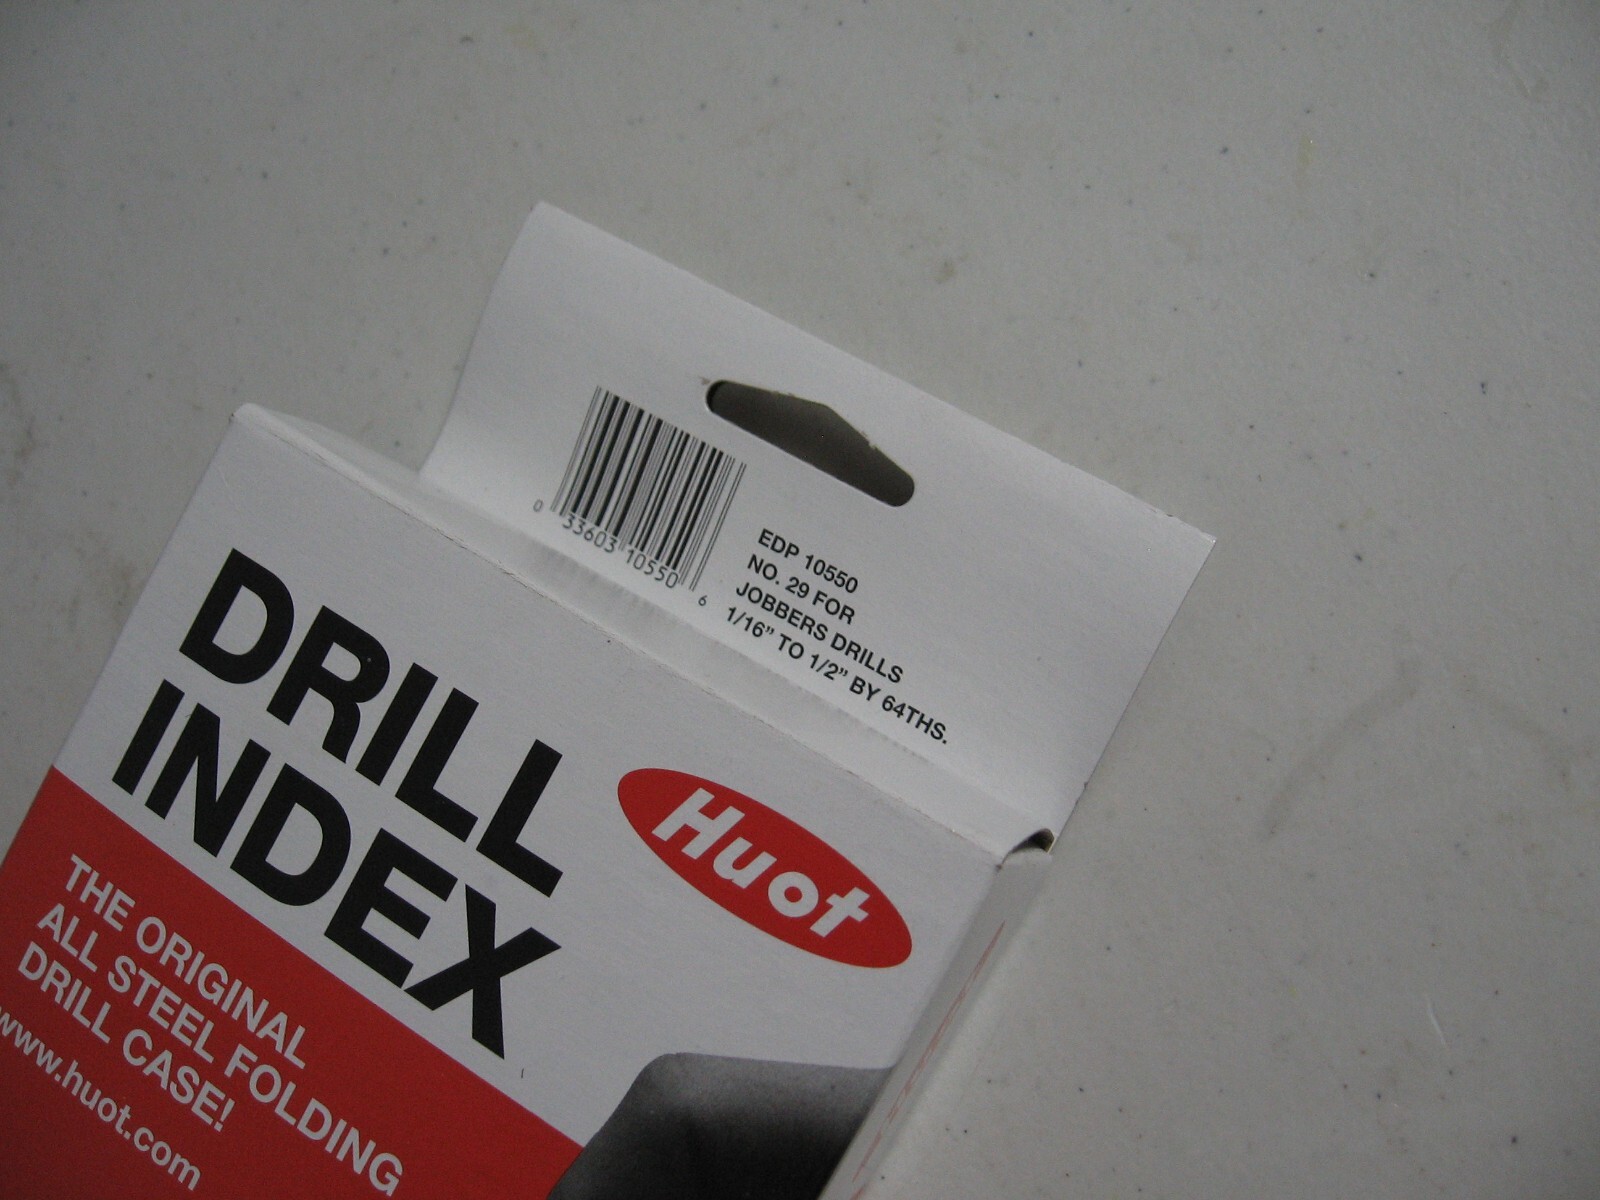 0 33603 10550 6
EDP 10550
NO. 29 FOR
JOBBERS DRILLS
1/16” TO 1/2” BY 64THS.
DRILL
INDEX
Huot
THE ORIGINAL
ALL STEEL FOLDING
DRILL CASE!
www.huot.com